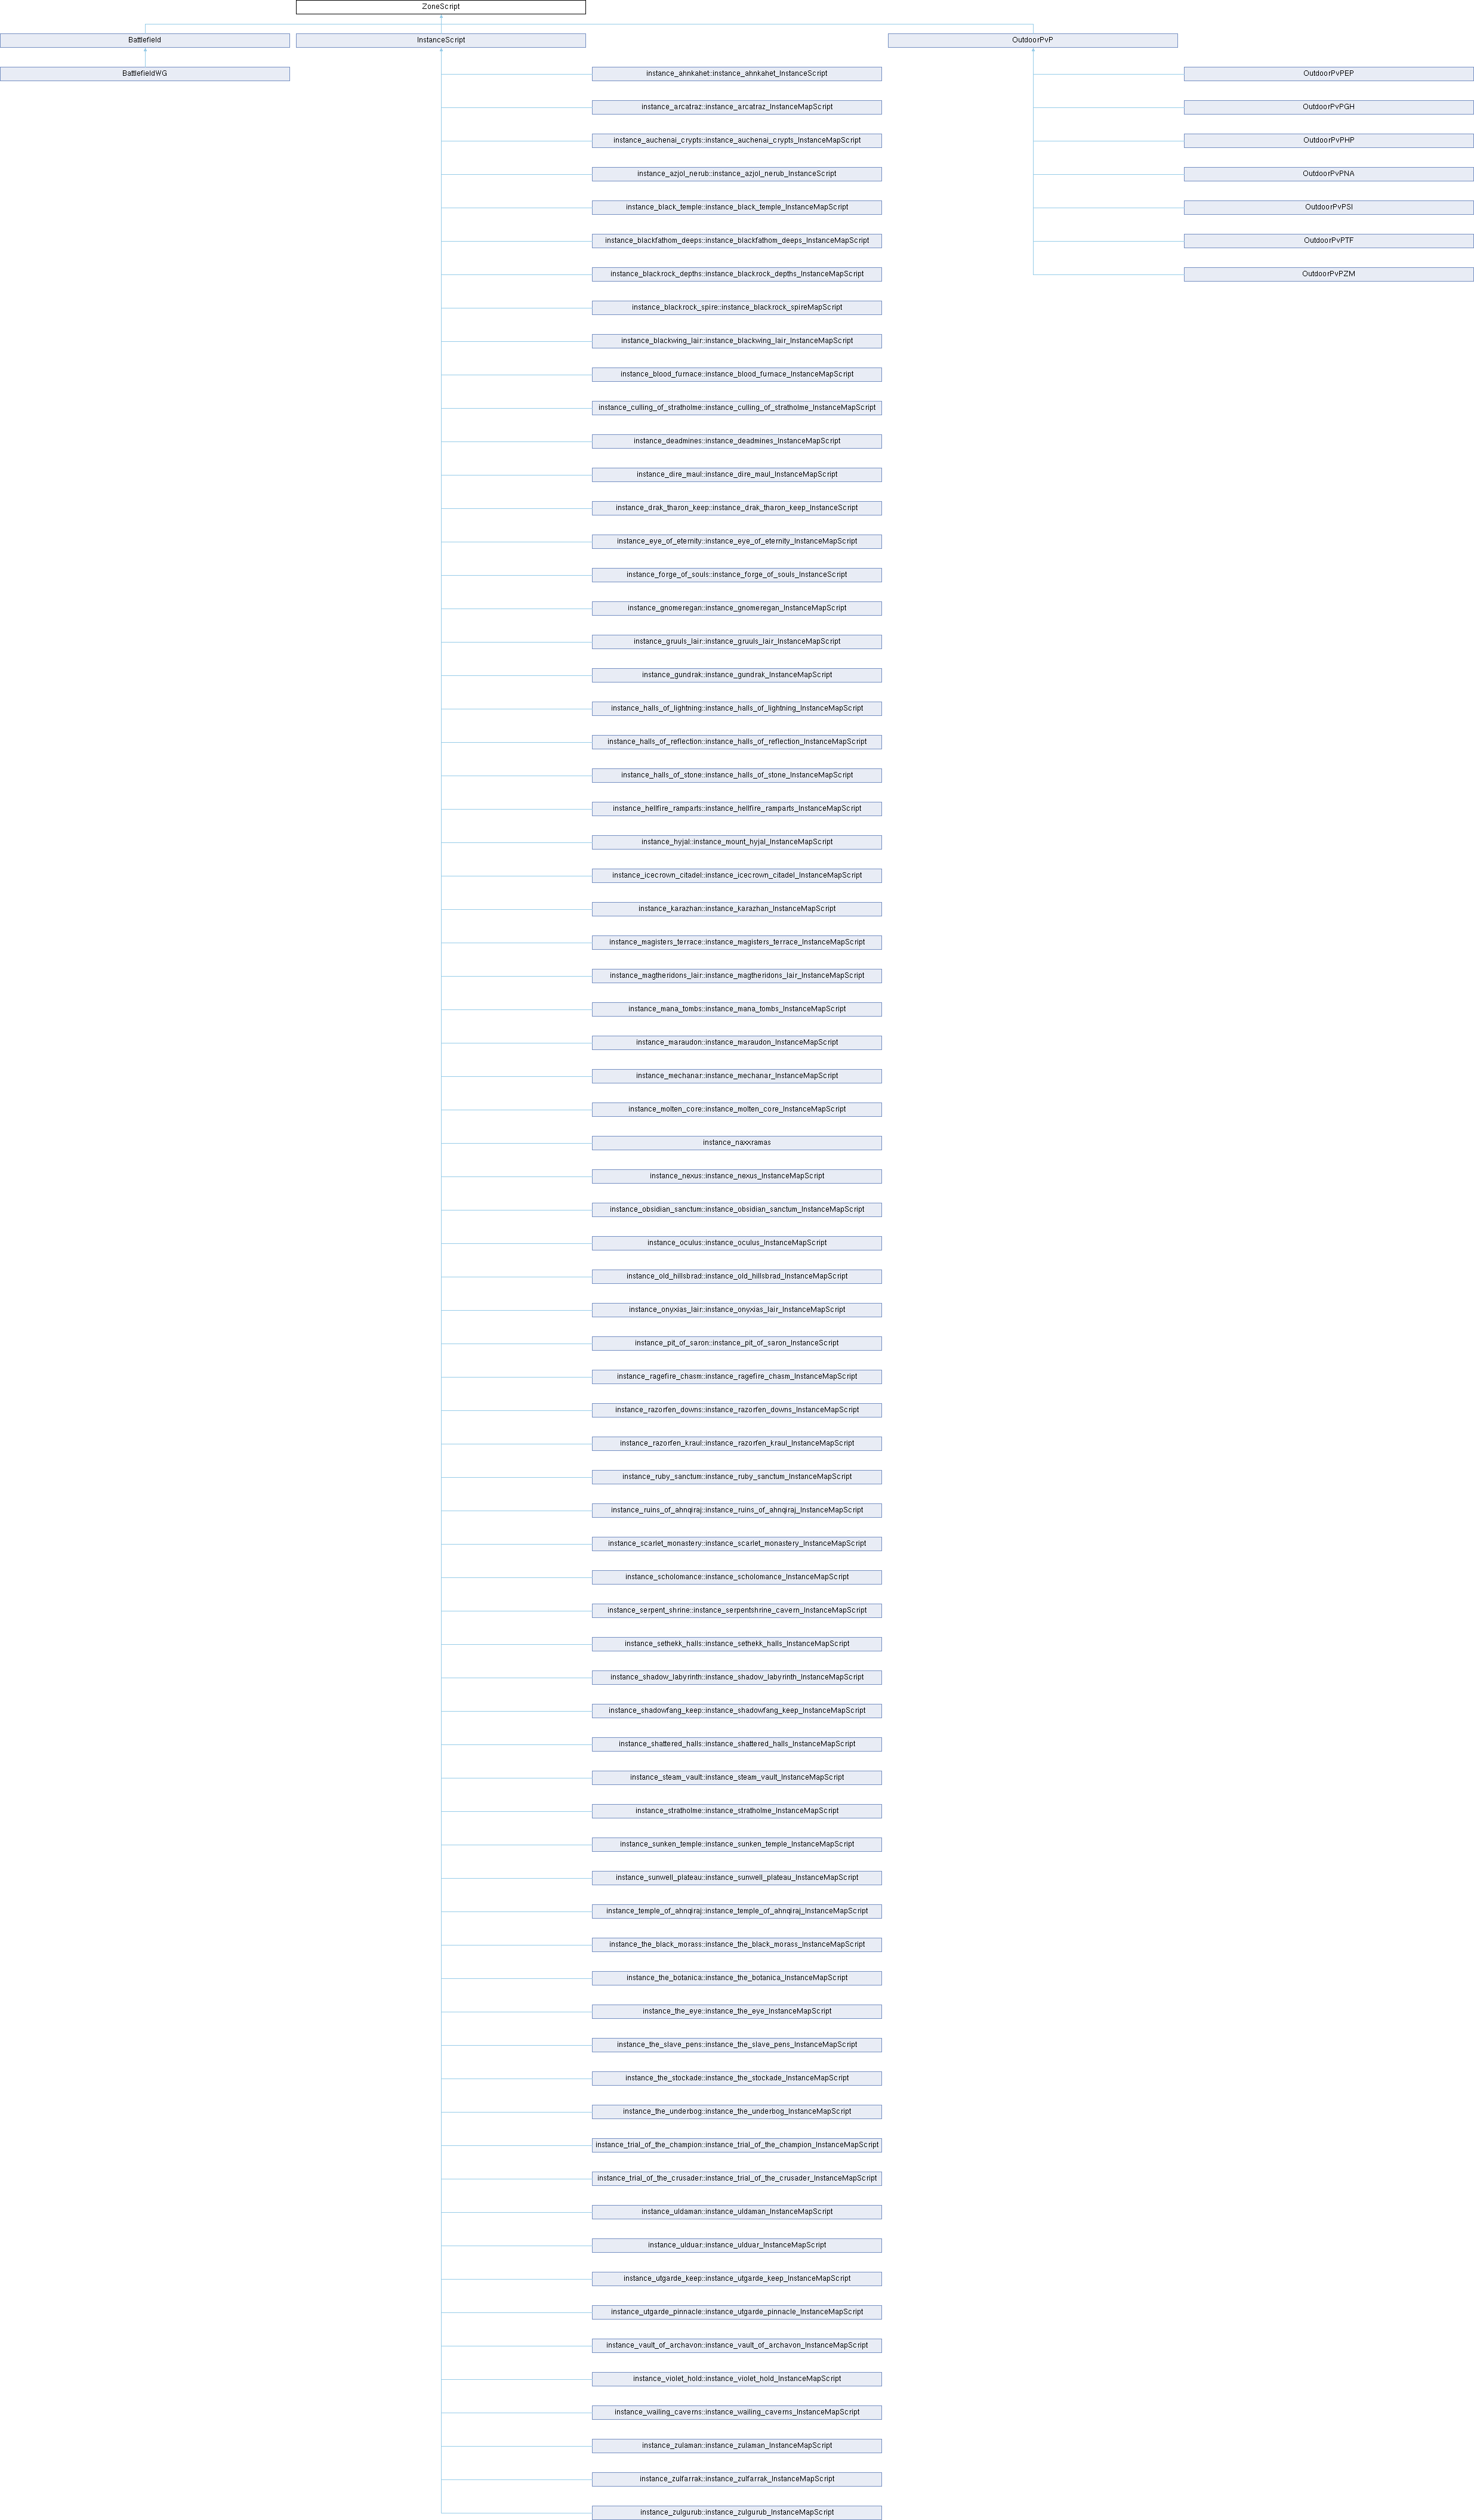 ZoneScript
Battlefield
InstanceScript
OutdoorPvP
BattlefieldWG
instance_ahnkahet::instance_ahnkahet_InstanceScript
OutdoorPvPEP
instance_arcatraz::instance_arcatraz_InstanceMapScript
OutdoorPvPGH
instance_auchenai_crypts::instance_auchenai_crypts_InstanceMapScript
OutdoorPvPHP
instance_azjol_nerub::instance_azjol_nerub_InstanceScript
OutdoorPvPNA
instance_black_temple::instance_black_temple_InstanceMapScript
OutdoorPvPSI
instance_blackfathom_deeps::instance_blackfathom_deeps_InstanceMapScript
OutdoorPvPTF
instance_blackrock_depths::instance_blackrock_depths_InstanceMapScript
OutdoorPvPZM
instance_blackrock_spire::instance_blackrock_spireMapScript
instance_blackwing_lair::instance_blackwing_lair_InstanceMapScript
instance_blood_furnace::instance_blood_furnace_InstanceMapScript
instance_culling_of_stratholme::instance_culling_of_stratholme_InstanceMapScript
instance_deadmines::instance_deadmines_InstanceMapScript
instance_dire_maul::instance_dire_maul_InstanceMapScript
instance_drak_tharon_keep::instance_drak_tharon_keep_InstanceScript
instance_eye_of_eternity::instance_eye_of_eternity_InstanceMapScript
instance_forge_of_souls::instance_forge_of_souls_InstanceScript
instance_gnomeregan::instance_gnomeregan_InstanceMapScript
instance_gruuls_lair::instance_gruuls_lair_InstanceMapScript
instance_gundrak::instance_gundrak_InstanceMapScript
instance_halls_of_lightning::instance_halls_of_lightning_InstanceMapScript
instance_halls_of_reflection::instance_halls_of_reflection_InstanceMapScript
instance_halls_of_stone::instance_halls_of_stone_InstanceMapScript
instance_hellfire_ramparts::instance_hellfire_ramparts_InstanceMapScript
instance_hyjal::instance_mount_hyjal_InstanceMapScript
instance_icecrown_citadel::instance_icecrown_citadel_InstanceMapScript
instance_karazhan::instance_karazhan_InstanceMapScript
instance_magisters_terrace::instance_magisters_terrace_InstanceMapScript
instance_magtheridons_lair::instance_magtheridons_lair_InstanceMapScript
instance_mana_tombs::instance_mana_tombs_InstanceMapScript
instance_maraudon::instance_maraudon_InstanceMapScript
instance_mechanar::instance_mechanar_InstanceMapScript
instance_molten_core::instance_molten_core_InstanceMapScript
instance_naxxramas
instance_nexus::instance_nexus_InstanceMapScript
instance_obsidian_sanctum::instance_obsidian_sanctum_InstanceMapScript
instance_oculus::instance_oculus_InstanceMapScript
instance_old_hillsbrad::instance_old_hillsbrad_InstanceMapScript
instance_onyxias_lair::instance_onyxias_lair_InstanceMapScript
instance_pit_of_saron::instance_pit_of_saron_InstanceScript
instance_ragefire_chasm::instance_ragefire_chasm_InstanceMapScript
instance_razorfen_downs::instance_razorfen_downs_InstanceMapScript
instance_razorfen_kraul::instance_razorfen_kraul_InstanceMapScript
instance_ruby_sanctum::instance_ruby_sanctum_InstanceMapScript
instance_ruins_of_ahnqiraj::instance_ruins_of_ahnqiraj_InstanceMapScript
instance_scarlet_monastery::instance_scarlet_monastery_InstanceMapScript
instance_scholomance::instance_scholomance_InstanceMapScript
instance_serpent_shrine::instance_serpentshrine_cavern_InstanceMapScript
instance_sethekk_halls::instance_sethekk_halls_InstanceMapScript
instance_shadow_labyrinth::instance_shadow_labyrinth_InstanceMapScript
instance_shadowfang_keep::instance_shadowfang_keep_InstanceMapScript
instance_shattered_halls::instance_shattered_halls_InstanceMapScript
instance_steam_vault::instance_steam_vault_InstanceMapScript
instance_stratholme::instance_stratholme_InstanceMapScript
instance_sunken_temple::instance_sunken_temple_InstanceMapScript
instance_sunwell_plateau::instance_sunwell_plateau_InstanceMapScript
instance_temple_of_ahnqiraj::instance_temple_of_ahnqiraj_InstanceMapScript
instance_the_black_morass::instance_the_black_morass_InstanceMapScript
instance_the_botanica::instance_the_botanica_InstanceMapScript
instance_the_eye::instance_the_eye_InstanceMapScript
instance_the_slave_pens::instance_the_slave_pens_InstanceMapScript
instance_the_stockade::instance_the_stockade_InstanceMapScript
instance_the_underbog::instance_the_underbog_InstanceMapScript
instance_trial_of_the_champion::instance_trial_of_the_champion_InstanceMapScript
instance_trial_of_the_crusader::instance_trial_of_the_crusader_InstanceMapScript
instance_uldaman::instance_uldaman_InstanceMapScript
instance_ulduar::instance_ulduar_InstanceMapScript
instance_utgarde_keep::instance_utgarde_keep_InstanceMapScript
instance_utgarde_pinnacle::instance_utgarde_pinnacle_InstanceMapScript
instance_vault_of_archavon::instance_vault_of_archavon_InstanceMapScript
instance_violet_hold::instance_violet_hold_InstanceMapScript
instance_wailing_caverns::instance_wailing_caverns_InstanceMapScript
instance_zulaman::instance_zulaman_InstanceMapScript
instance_zulfarrak::instance_zulfarrak_InstanceMapScript
instance_zulgurub::instance_zulgurub_InstanceMapScript